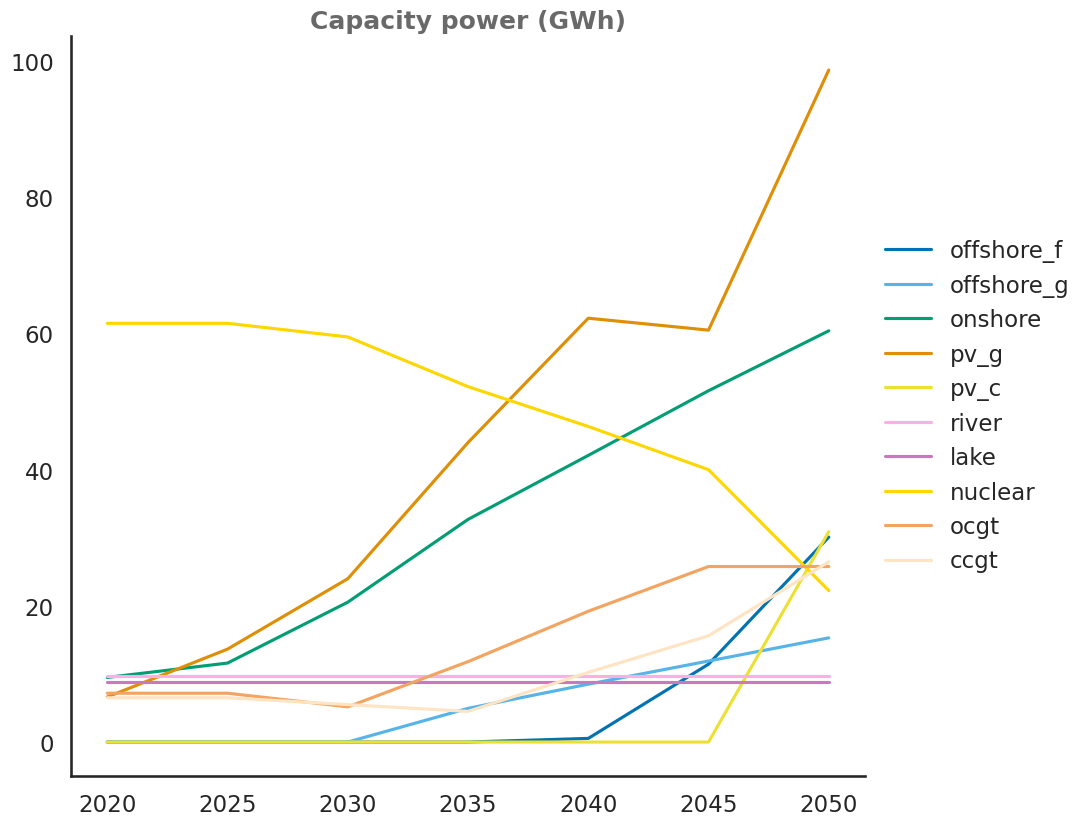 Capacity power (GWh)
100
80
60
40
20
0
2020 2025 2030 2035 2040 2045 2050
offshore_f
offshore_g
onshore
pv_g
pv_c
river
lake
nuclear
ocgt
ccgt